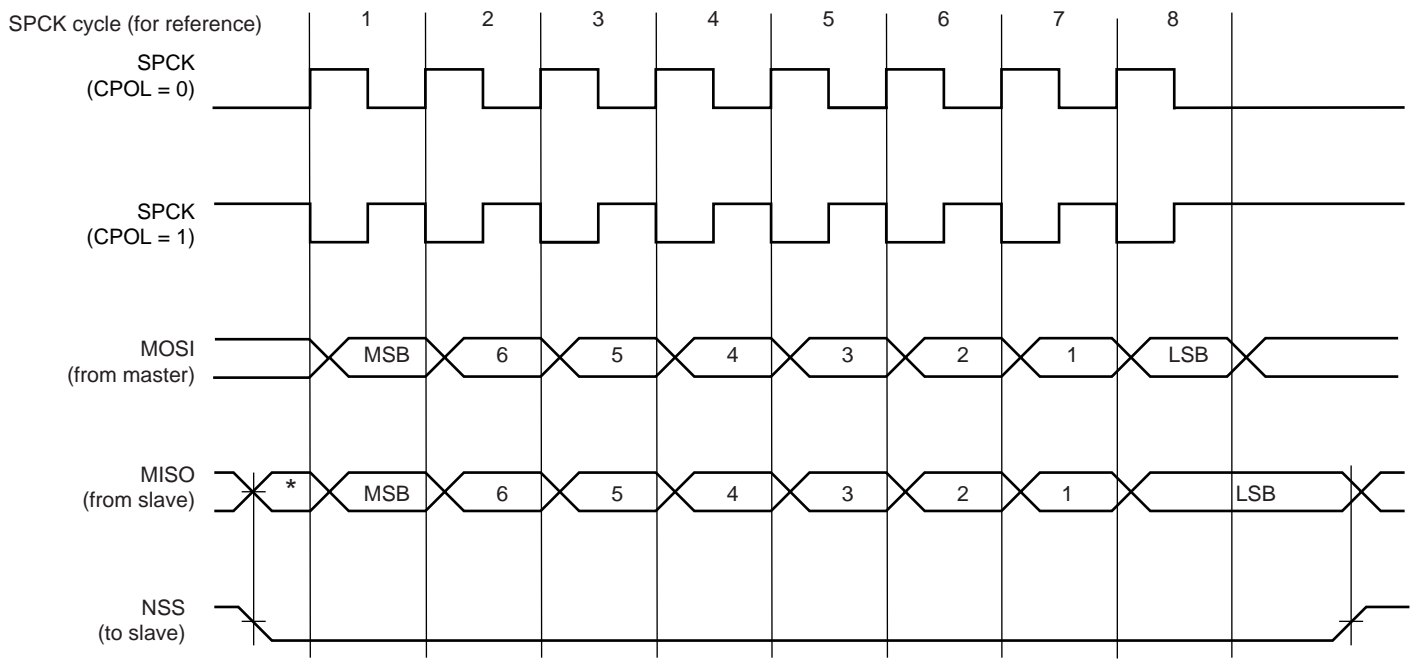 SPCK cycle (for reference) 1 2 3 4 5 6 7 8
SPCK
(CPOL = 0)
SPCK
(CPOL = 1)
MOSI
(from master)
MSB 6 5 4 3 2 1 LSB
MISO
(from slave)
* MSB 6 5 4 3 2 1 LSB
NSS
(to slave)